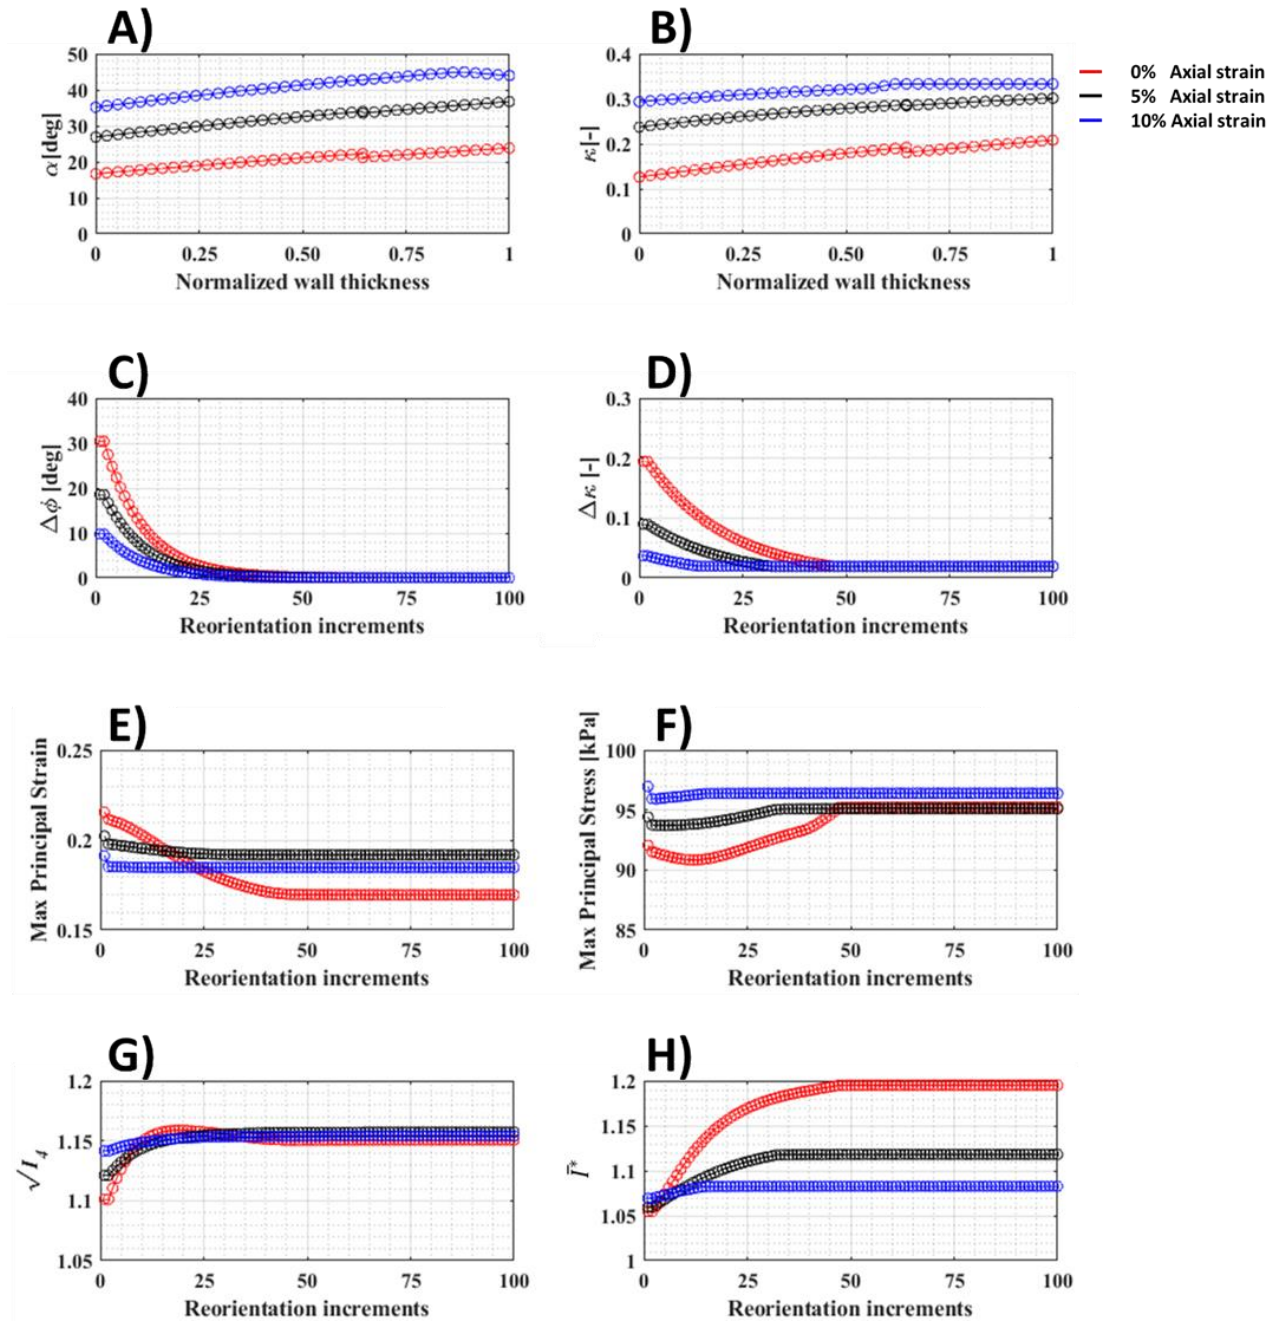 A)
50
40
30
20
10
0
α[deg]
0 0.25 0.50 0.75 1
Normalized wall thickness
B)
0.4
0.3
0.2
0.1
0
κ[-]
0 0.25 0.50 0.75 1
Normalized wall thickness
0% Axial strain
5% Axial strain
10% Axial strain
C)
40
30
20
10
0
Δϕ [deg]
0 25 50 75 100
Reorientation increments
D)
0.3
0.2
0.1
0
Δκ [-]
0 25 50 75 100
Reorientation increments
E)
0.25
0.2
0.15
Max Principal Strain
0 25 50 75 100
Reorientation increments
F)
100
95
90
85
Max Principal Stress [kPa]
0 25 50 75 100
Reorientation increments
G)
1.2
1.15
1.1
1.05
√I₄
0 25 50 75 100
Reorientation increments
H)
1.2
1.15
1.1
1.05
1
Ī*
0 25 50 75 100
Reorientation increments